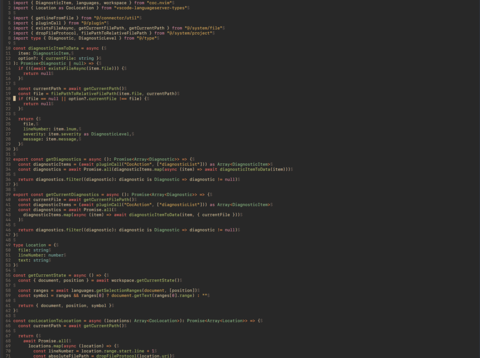 import { DiagnosticItem, languages, workspace } from "coc.nvim"
import { Location as CocLocation } from "vscode-languageserver-types"
import { getLineFromFile } from "@/connector/util"
import { pluginCall } from "@/plugin"
import { existsFileAsync, getCurrentFilePath, getCurrentPath } from "@/system/file"
import { dropFileProtocol, filePathToRelativeFilePath } from "@/system/project"
import type { Diagnostic, DiagnosticLevel } from "@/type"
const diagnosticItemToData = async (
item: DiagnosticItem,
option?: { currentFile: string }
): Promise<Diagnostic | null> => {
if (!(await existsFileAsync(item.file))) {
return null
}
const currentPath = await getCurrentPath()
const file = filePathToRelativeFilePath(item.file, currentPath)
if (file == null || option?.currentFile !== file) {
return null
}
return {
file,
lineNumber: item.lnum,
severity: item.severity as DiagnosticLevel,
message: item.message,
}
}
export const getDiagnostics = async (): Promise<Array<Diagnostic>> => {
const diagnosticItems = (await pluginCall("CocAction", ["diagnosticList"])) as Array<DiagnosticItem>
const diagnostics = await Promise.all(diagnosticItems.map(async (item) => await diagnosticItemToData(item)))
return diagnostics.filter((diagnostic): diagnostic is Diagnostic => diagnostic != null)
}
export const getCurrentDiagnostics = async (): Promise<Array<Diagnostic>> => {
const currentFile = await getCurrentFilePath()
const diagnosticItems = (await pluginCall("CocAction", ["diagnosticList"])) as Array<DiagnosticItem>
const diagnostics = await Promise.all(
diagnosticItems.map(async (item) => await diagnosticItemToData(item, { currentFile }))
)
return diagnostics.filter((diagnostic): diagnostic is Diagnostic => diagnostic != null)
}
type Location = {
file: string
lineNumber: number
text: string
}
const getCurrentState = async () => {
const { document, position } = await workspace.getCurrentState()
const ranges = await languages.getSelectionRanges(document, [position])
const symbol = ranges && ranges[0] ? document.getText(ranges[0].range) : ""
return { document, position, symbol }
}
const cocLocationToLocation = async (locations: Array<CocLocation>): Promise<Array<Location>> => {
const currentPath = await getCurrentPath()
return (
await Promise.all(
locations.map(async (location) => {
const lineNumber = location.range.start.line + 1
const absoluteFilePath = dropFileProtocol(location.uri)